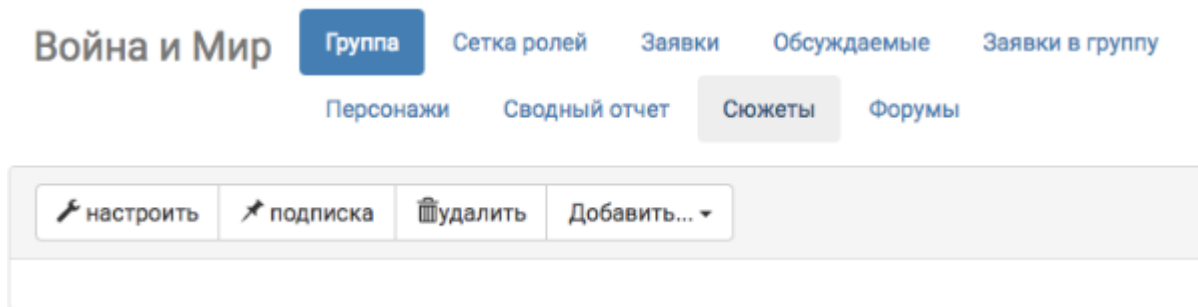 Война и Мир Группа Сетка ролей Заявки Обсуждаемые Заявки в группу
Персонажи Сводный отчет Сюжеты Форумы
настроить подписка удалить Добавить...